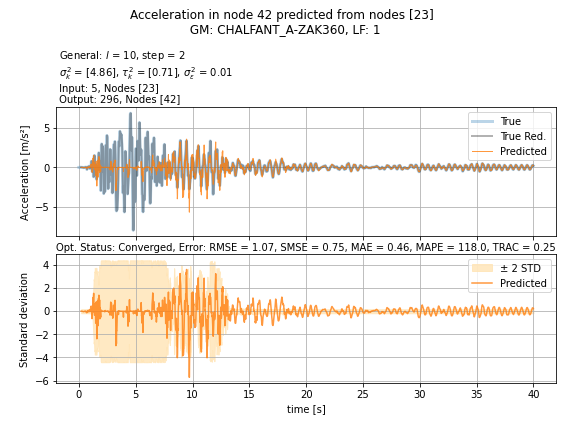 Acceleration in node 42 predicted from nodes [23]
GM: CHALFANT_A-ZAK360, LF: 1
General: l = 10, step = 2
σ²ₖ = [4.86], τ²ₖ = [0.71], σ²ε = 0.01
Input: 5, Nodes [23]
Output: 296, Nodes [42]
Acceleration [m/s²]
5
0
−5
True
True Red.
Predicted
Opt. Status: Converged, Error: RMSE = 1.07, SMSE = 0.75, MAE = 0.46, MAPE = 118.0, TRAC = 0.25
Standard deviation
4
2
0
−2
−4
−6
± 2 STD
Predicted
0 5 10 15 20 25 30 35 40
time [s]